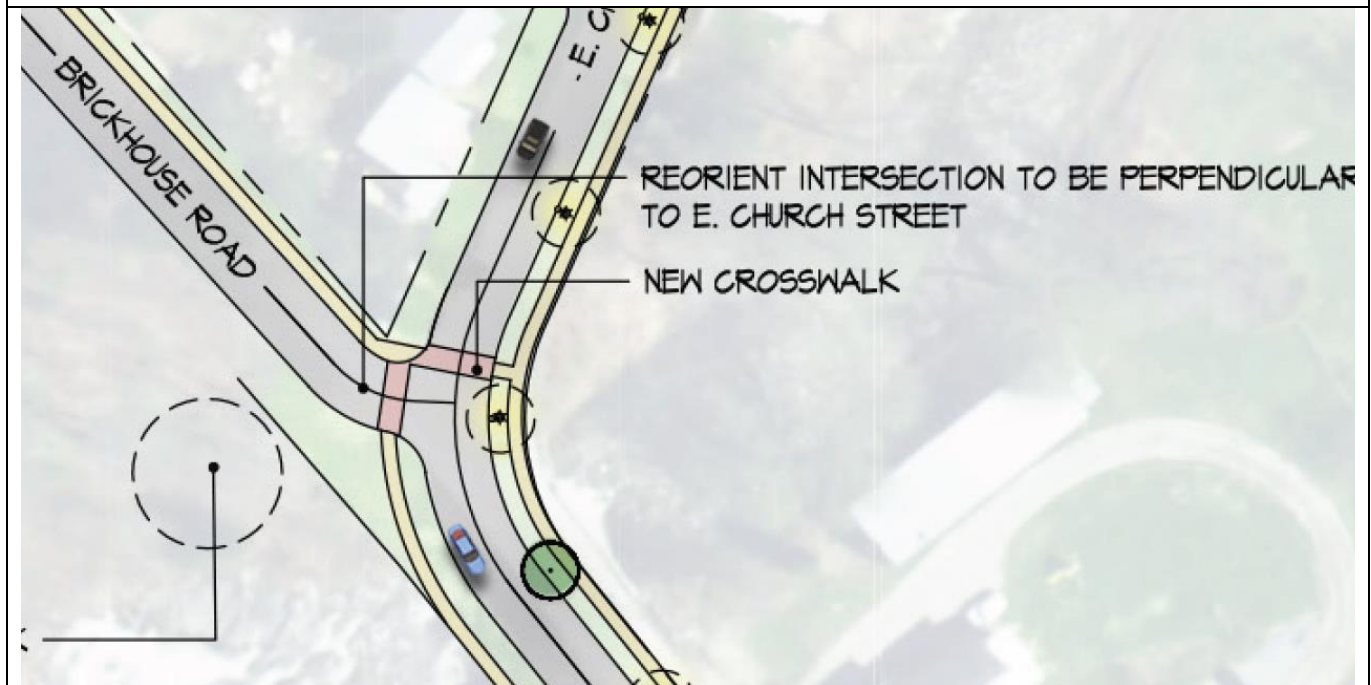 - E. C
BRICKHOUSE ROAD
REORIENT INTERSECTION TO BE PERPENDICULAR
TO E. CHURCH STREET
NEW CROSSWALK